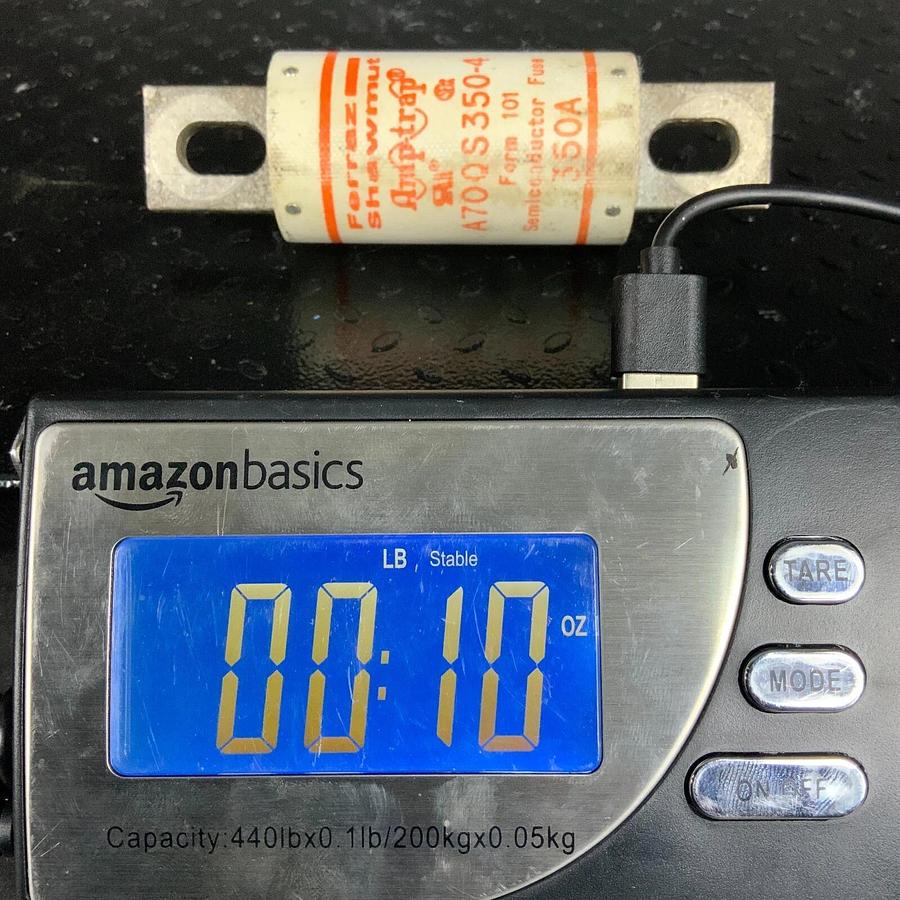 Ferraz
Shawmut
Amp-trap®
A70QS350-4
Form 101
Semiconductor Fuse
350A
amazonbasics
LB Stable
00:10 OZ
TARE
MODE
ON OFF
Capacity:440lbx0.1lb/200kgx0.05kg